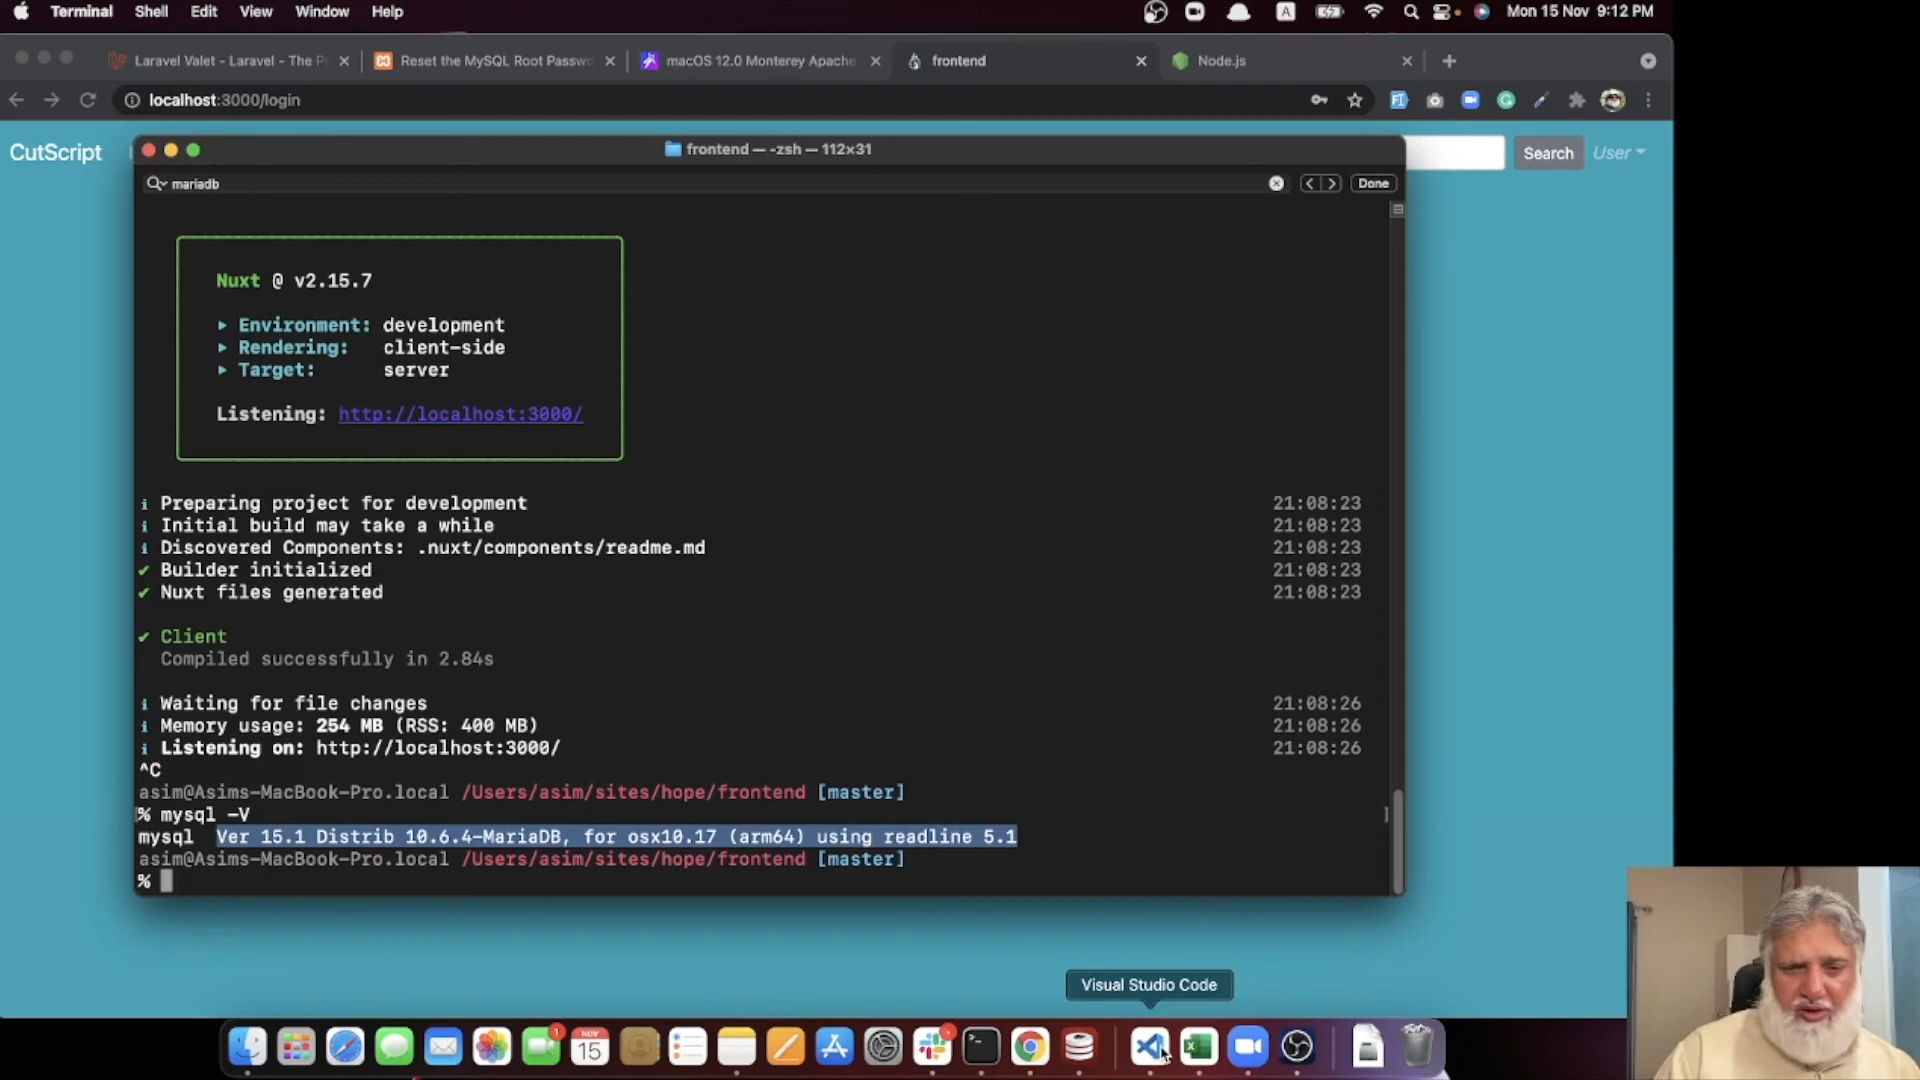 Terminal Shell Edit View Window Help
A
Mon 15 Nov 9:12 PM
Laravel Valet - Laravel - The P
Reset the MySQL Root Passwo
macOS 12.0 Monterey Apache
frontend
Node.js
localhost:3000/login
CutScript
frontend — -zsh — 112×31
Search
User
mariadb
Done
Nuxt @ v2.15.7
▸ Environment: development
▸ Rendering: client-side
▸ Target: server
Listening: http://localhost:3000/
ℹ Preparing project for development 21:08:23
ℹ Initial build may take a while 21:08:23
ℹ Discovered Components: .nuxt/components/readme.md 21:08:23
✔ Builder initialized 21:08:23
✔ Nuxt files generated 21:08:23
✔ Client
Compiled successfully in 2.84s
ℹ Waiting for file changes 21:08:26
ℹ Memory usage: 254 MB (RSS: 400 MB) 21:08:26
ℹ Listening on: http://localhost:3000/ 21:08:26
^C
asim@Asims-MacBook-Pro.local /Users/asim/sites/hope/frontend [master]
% mysql -V
mysql Ver 15.1 Distrib 10.6.4-MariaDB, for osx10.17 (arm64) using readline 5.1
asim@Asims-MacBook-Pro.local /Users/asim/sites/hope/frontend [master]
%
Visual Studio Code
1
NOV
15